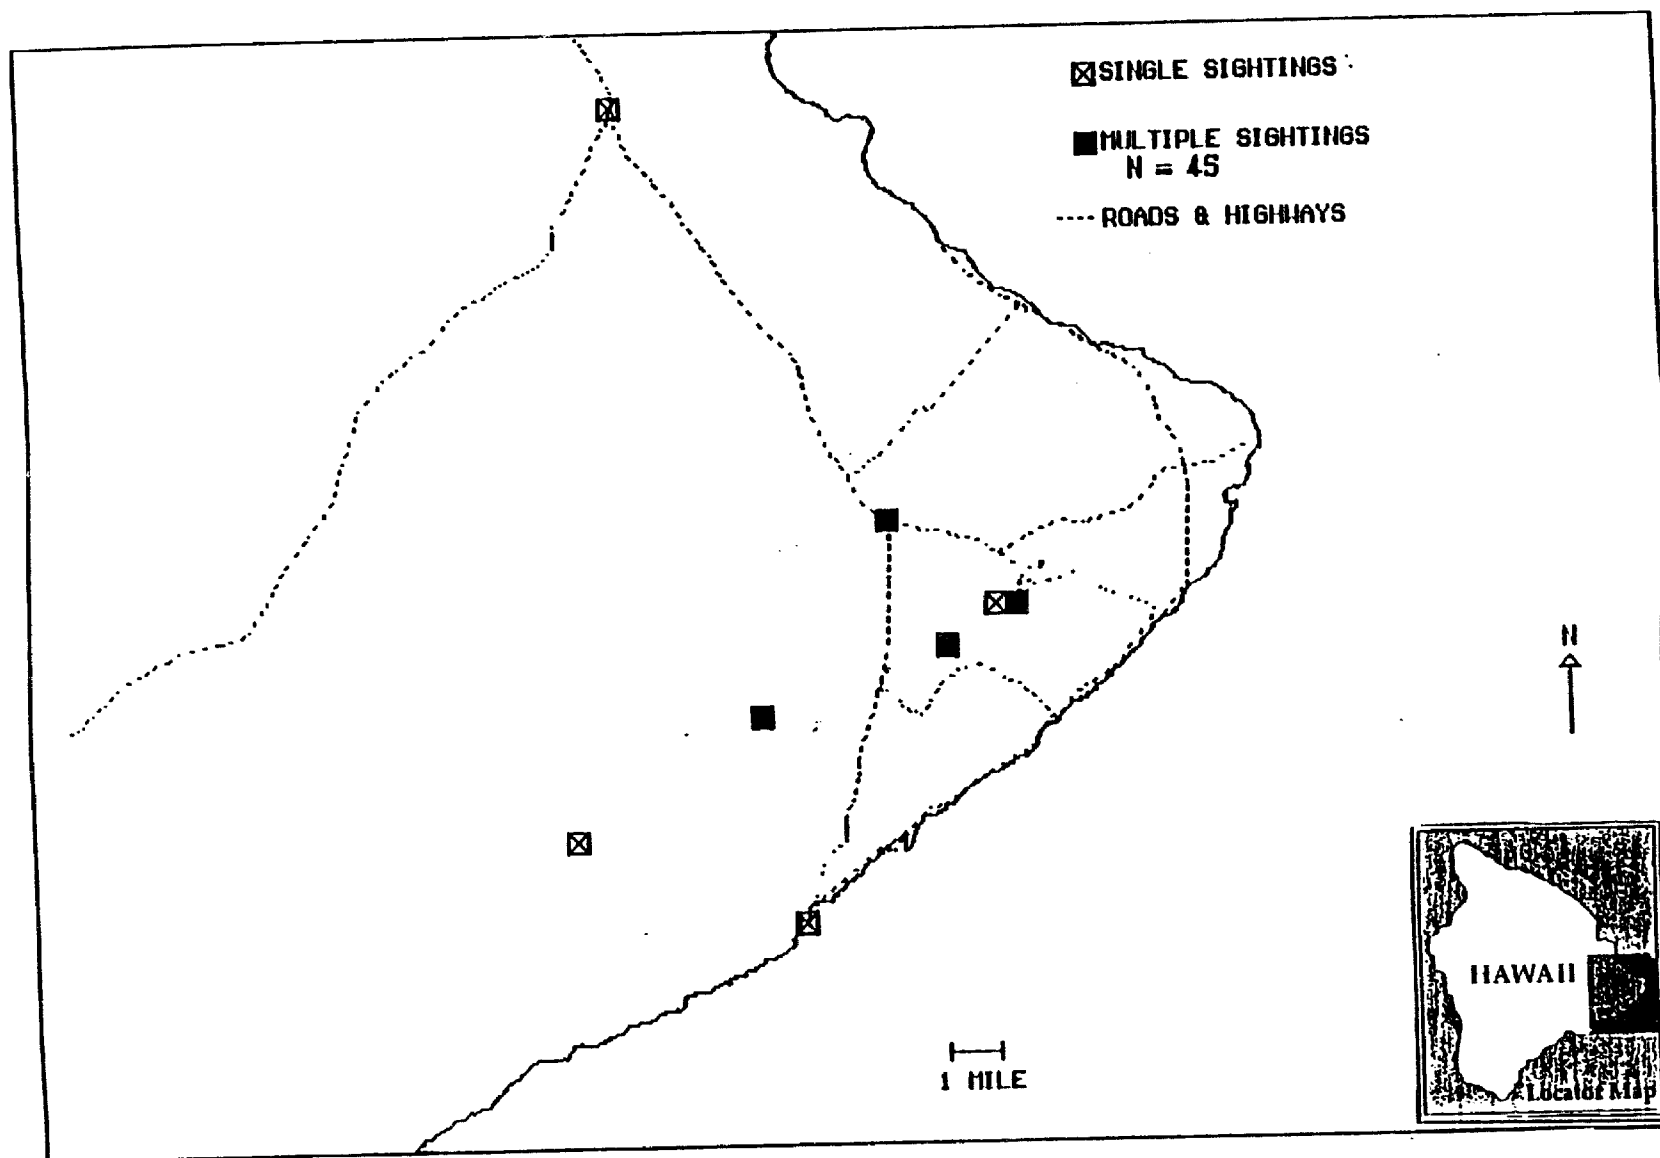 SINGLE SIGHTINGS
MULTIPLE SIGHTINGS
N = 45
ROADS & HIGHWAYS
N
HAWAII
Locator Map
1 MILE